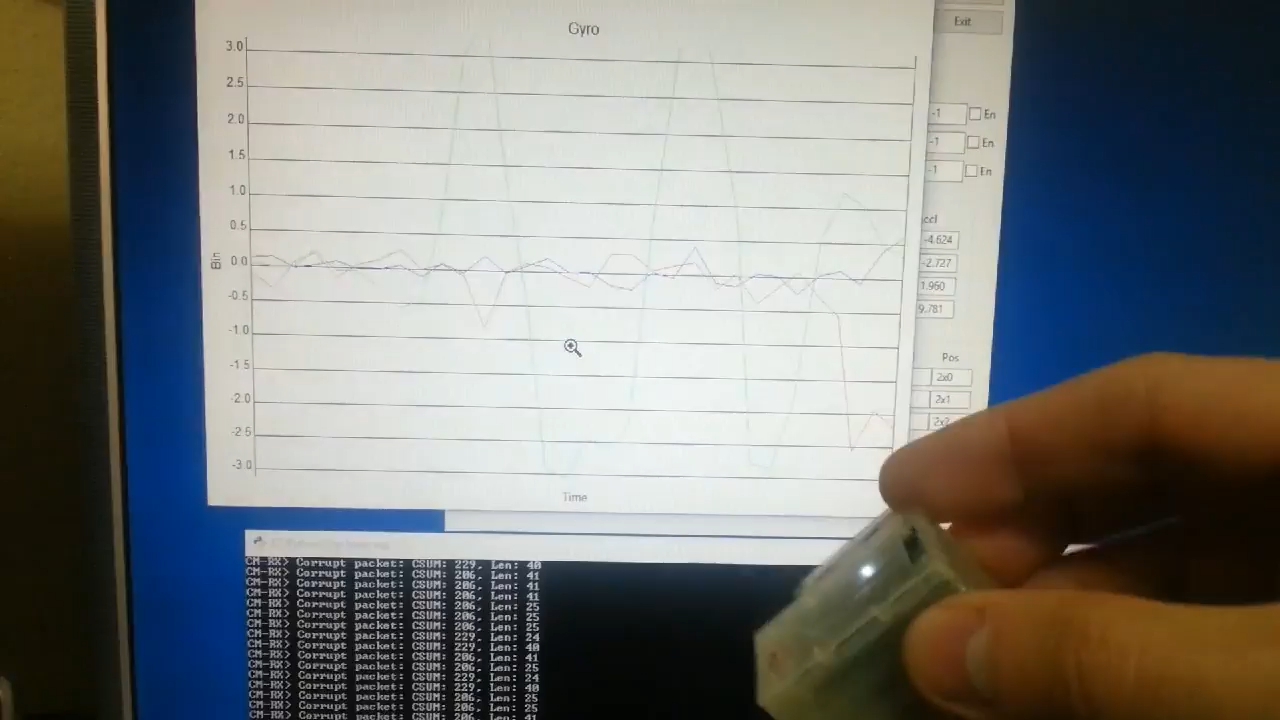 Gyro
Exit
3.0
2.5
2.0
1.5
1.0
0.5
0.0
-0.5
-1.0
-1.5
-2.0
-2.5
-3.0
Bin
Time
-1 En
-1 En
-1 En
-4.624
-2.727
1.960
9.781
Pos
2x0
2x1
2x2
CM-RX> Corrupt packet: CSUM: 229, Len: 40
CM-RX> Corrupt packet: CSUM: 206, Len: 41
CM-RX> Corrupt packet: CSUM: 206, Len: 41
CM-RX> Corrupt packet: CSUM: 206, Len: 41
CM-RX> Corrupt packet: CSUM: 206, Len: 25
CM-RX> Corrupt packet: CSUM: 206, Len: 25
CM-RX> Corrupt packet: CSUM: 206, Len: 25
CM-RX> Corrupt packet: CSUM: 229, Len: 24
CM-RX> Corrupt packet: CSUM: 229, Len: 40
CM-RX> Corrupt packet: CSUM: 206, Len: 41
CM-RX> Corrupt packet: CSUM: 206, Len: 25
CM-RX> Corrupt packet: CSUM: 229, Len: 24
CM-RX> Corrupt packet: CSUM: 229, Len: 40
CM-RX> Corrupt packet: CSUM: 206, Len: 25
CM-RX> Corrupt packet: CSUM: 206, Len: 25
CM-RX> Corrupt packet: CSUM: 206, Len: 41